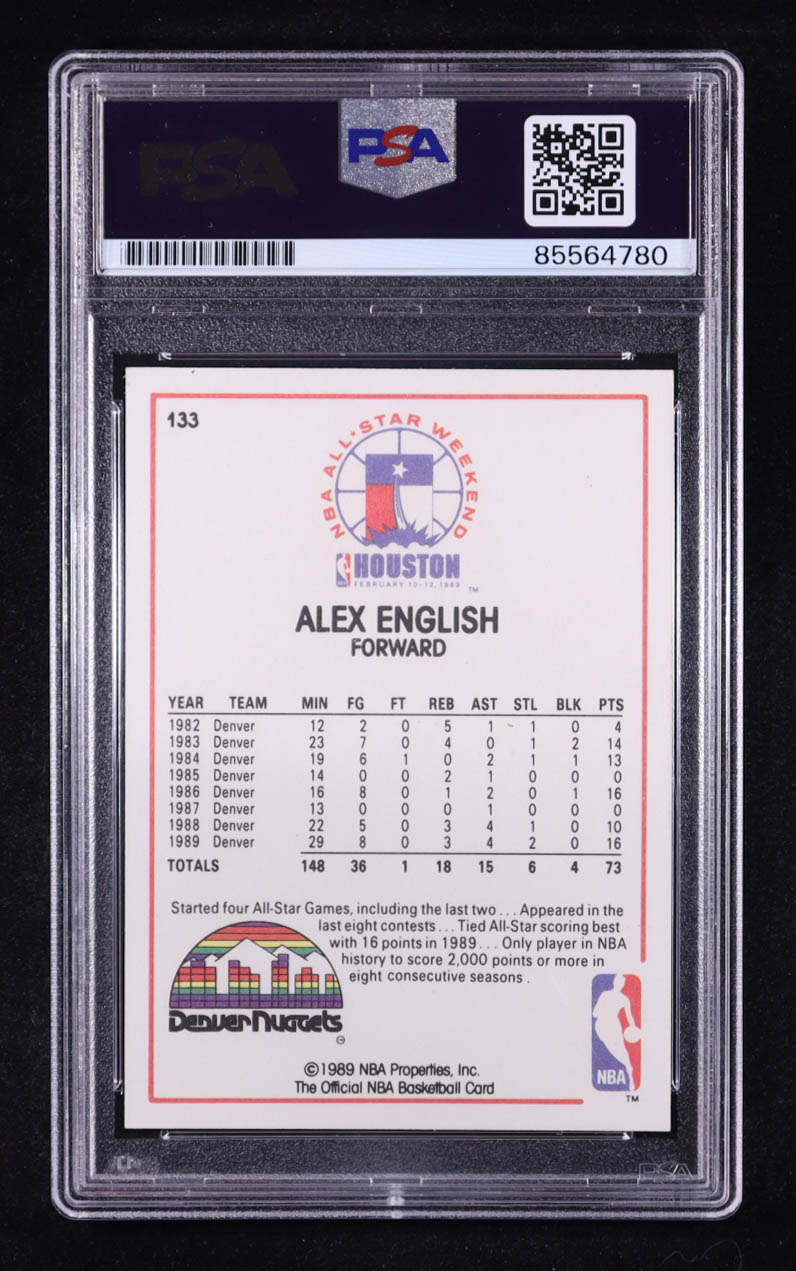 PSA
PSA
85564780
133
NBA ALL-STAR WEEKEND
HOUSTON
FEBRUARY 10-12, 1989
TM
ALEX ENGLISH
FORWARD
YEAR TEAM MIN FG FT REB AST STL BLK PTS
1982 Denver 12 2 0 5 1 1 0 4
1983 Denver 23 7 0 4 0 1 2 14
1984 Denver 19 6 1 0 2 1 1 13
1985 Denver 14 0 0 2 1 0 0 0
1986 Denver 16 8 0 1 2 0 1 16
1987 Denver 13 0 0 0 1 0 0 0
1988 Denver 22 5 0 3 4 1 0 10
1989 Denver 29 8 0 3 4 2 0 16
TOTALS 148 36 1 18 15 6 4 73
Started four All-Star Games, including the last two . . . Appeared in the
last eight contests . . . Tied All-Star scoring best
with 16 points in 1989 . . . Only player in NBA
history to score 2,000 points or more in
eight consecutive seasons .
Denver Nuggets
NBA
TM
©1989 NBA Properties, Inc.
The Official NBA Basketball Card
PSA